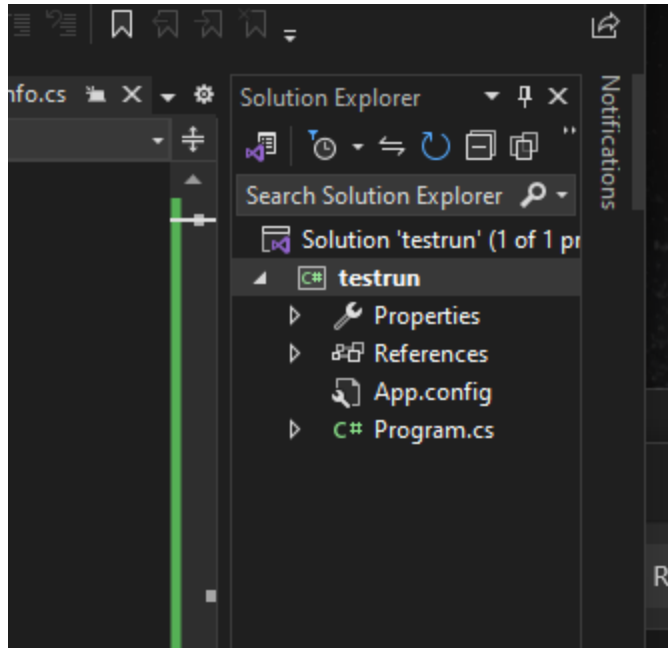 nfo.cs
Solution Explorer
Search Solution Explorer
Solution 'testrun' (1 of 1 pr
C# testrun
Properties
References
App.config
C# Program.cs
Notifications
R